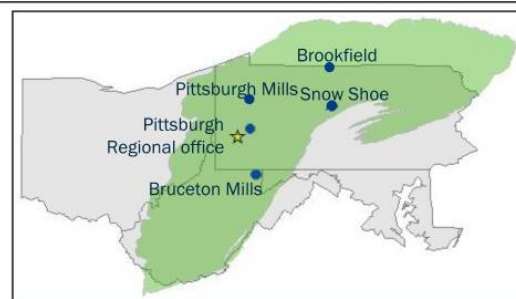 Brookfield
Pittsburgh Mills
Snow Shoe
Pittsburgh
Regional office
Bruceton Mills